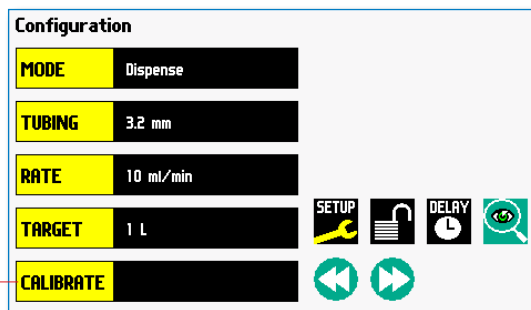 Configuration
MODE Dispense
TUBING 3.2 mm
RATE 10 ml/min
TARGET 1 L
SETUP DELAY
CALIBRATE